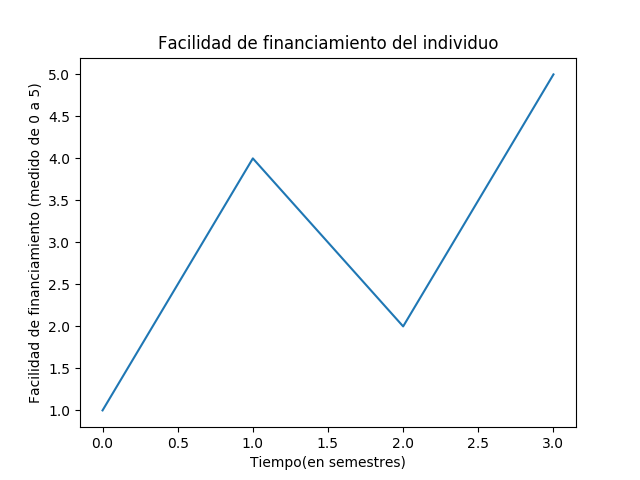 Facilidad de financiamiento del individuo
Facilidad de financiamiento (medido de 0 a 5)
5.0
4.5
4.0
3.5
3.0
2.5
2.0
1.5
1.0
0.0 0.5 1.0 1.5 2.0 2.5 3.0
Tiempo(en semestres)